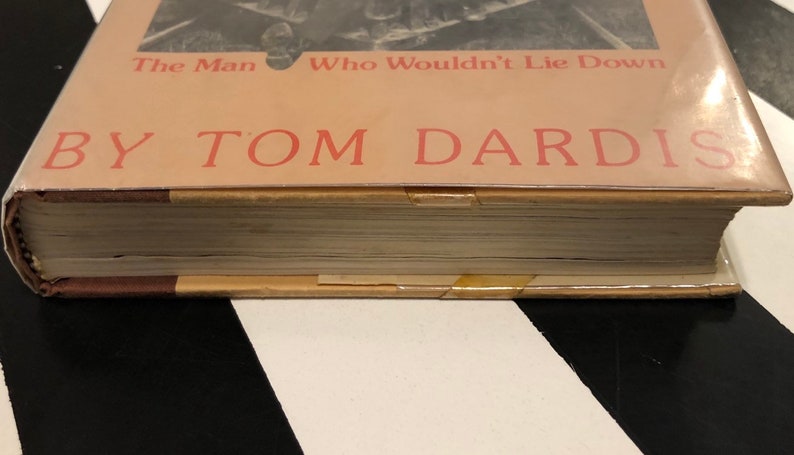 The Man Who Wouldn't Lie Down
BY TOM DARDIS